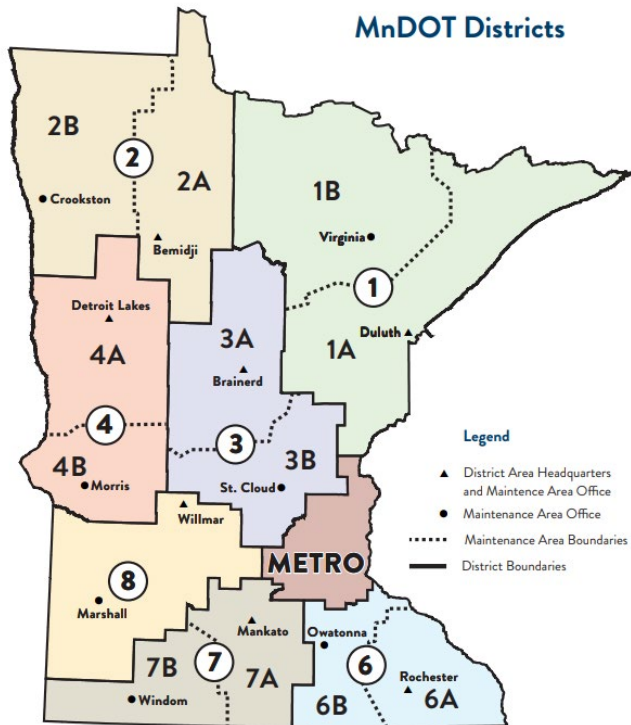 MnDOT Districts
2B
2
2A
Crookston
Bemidji
1B
Virginia
1
Duluth
1A
Detroit Lakes
4A
3A
Brainerd
4
3
4B
Morris
3B
St. Cloud
Willmar
METRO
8
Marshall
Mankato
7B
7
7A
Windom
Owatonna
6
Rochester
6B
6A
Legend
District Area Headquarters
and Maintence Area Office
Maintenance Area Office
Maintenance Area Boundaries
District Boundaries